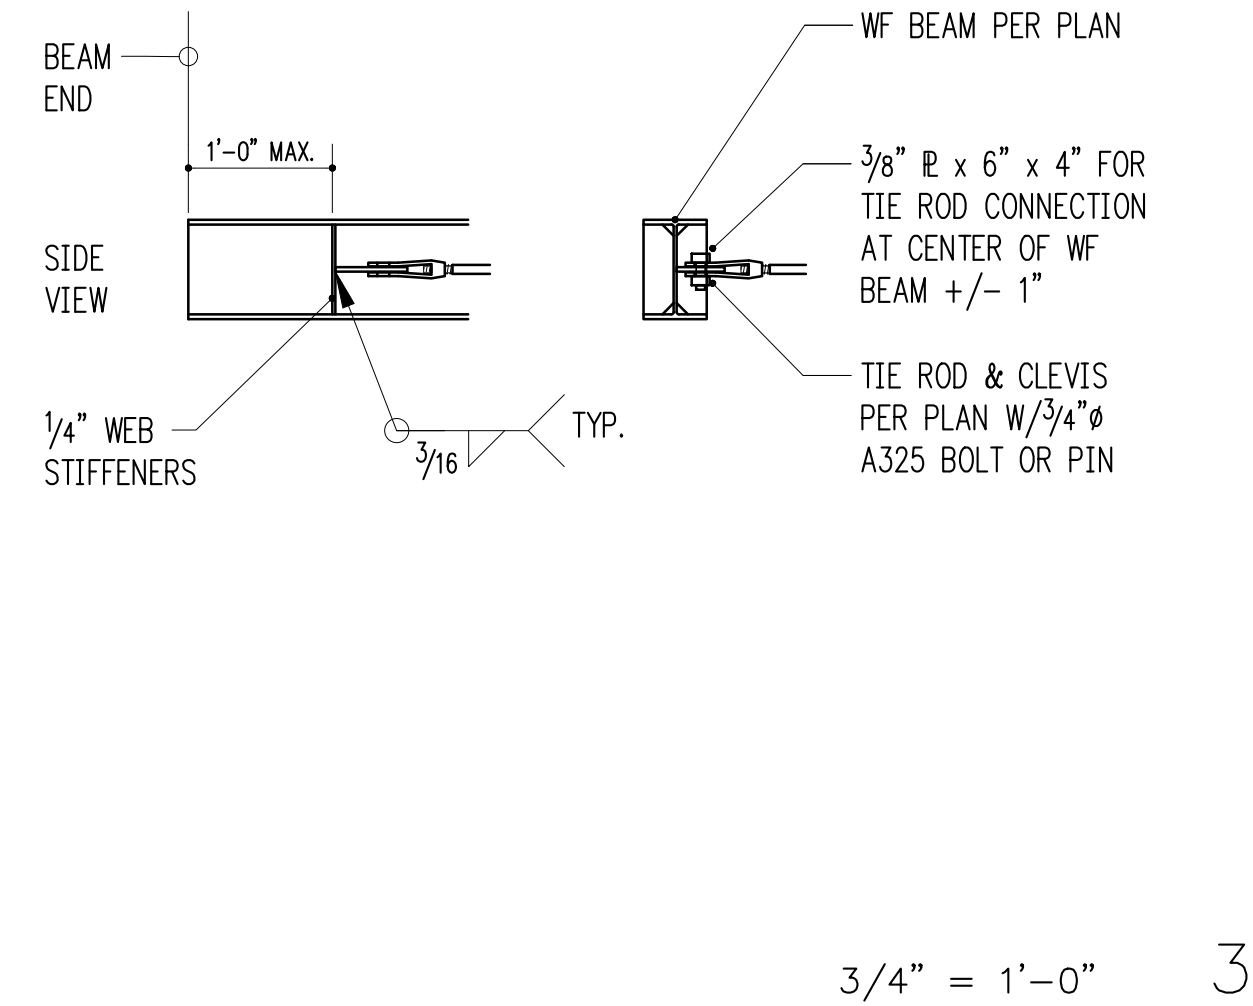 BEAM
END
1'-0" MAX.
SIDE
VIEW
1/4" WEB
STIFFENERS
3/16
TYP.
WF BEAM PER PLAN
3/8" ⅊ x 6" x 4" FOR
TIE ROD CONNECTION
AT CENTER OF WF
BEAM +/- 1"
TIE ROD & CLEVIS
PER PLAN W/3/4"ø
A325 BOLT OR PIN
3/4" = 1'-0"
3